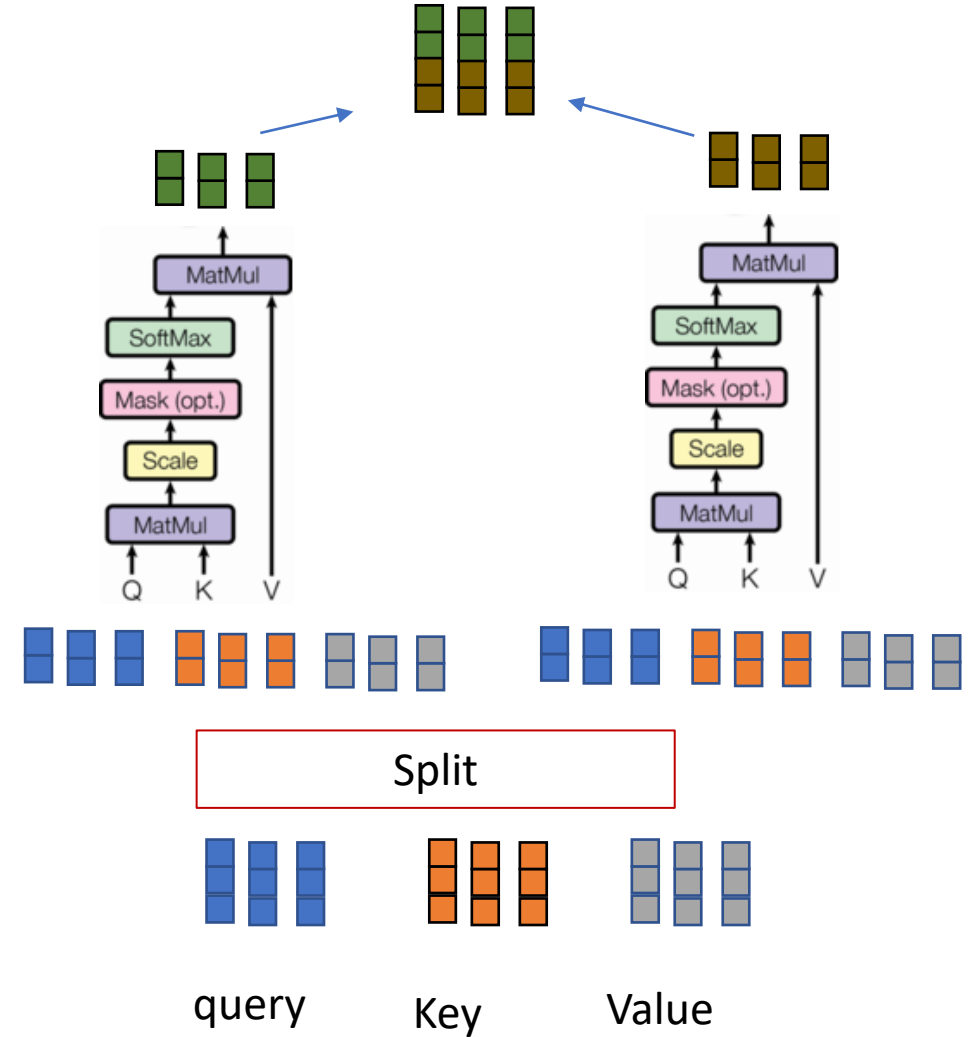 MatMul
SoftMax
Mask (opt.)
Scale
MatMul
Q K V
MatMul
SoftMax
Mask (opt.)
Scale
MatMul
Q K V
Split
query Key Value